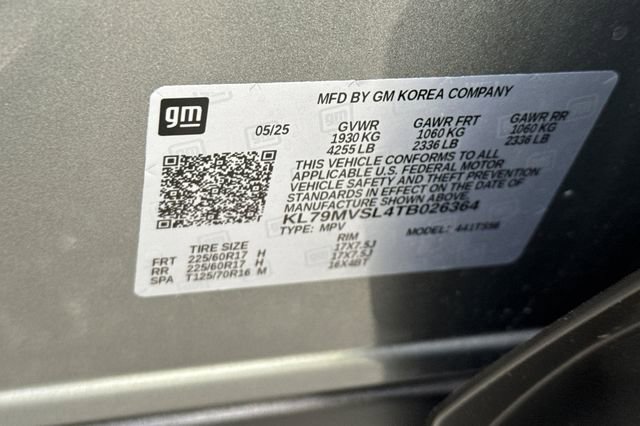 gm
MFD BY GM KOREA COMPANY
05/25
GVWR
1930 KG
4255 LB
GAWR FRT
1060 KG
2336 LB
GAWR RR
1060 KG
2336 LB
THIS VEHICLE CONFORMS TO ALL
APPLICABLE U.S. FEDERAL MOTOR
VEHICLE SAFETY AND THEFT PREVENTION
STANDARDS IN EFFECT ON THE DATE OF
MANUFACTURE SHOWN ABOVE.
KL79MVSL4TB026364
TYPE: MPV
MODEL:
TIRE SIZE RIM
FRT 225/60R17 H 17X7.5J
RR 225/60R17 H 17X7.5J
SPA T125/70R16 M 16X4BT